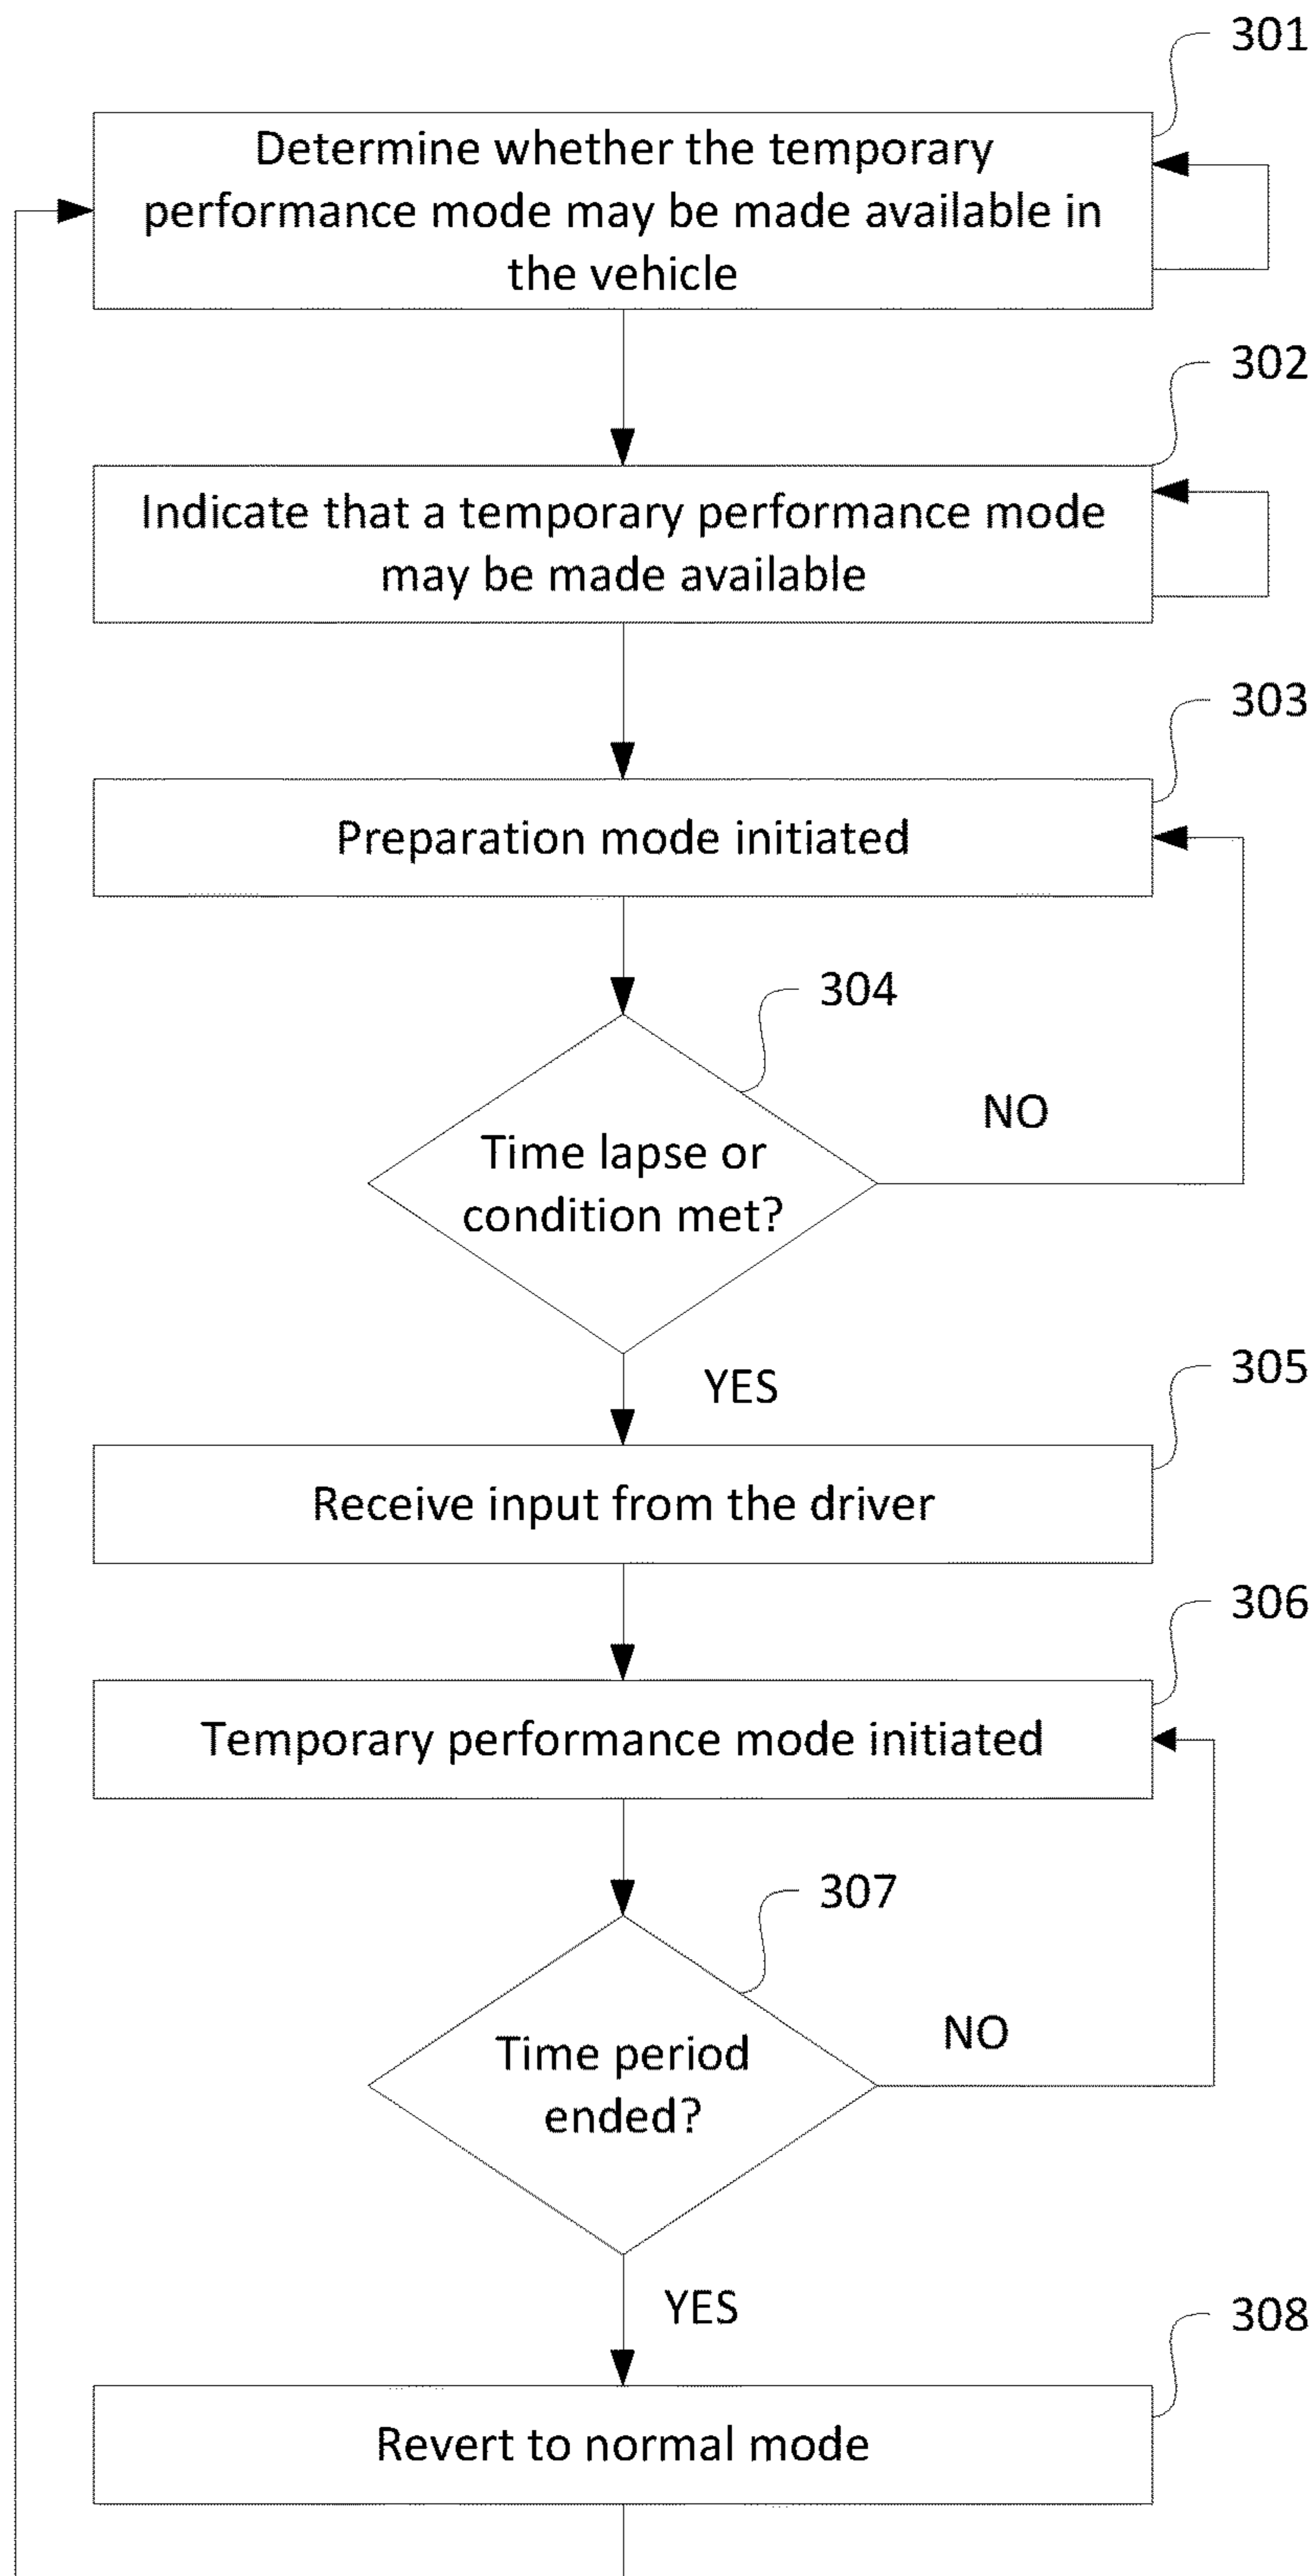 301
Determine whether the temporary
performance mode may be made available in
the vehicle
302
Indicate that a temporary performance mode
may be made available
303
Preparation mode initiated
304
NO
Time lapse or
condition met?
YES
305
Receive input from the driver
306
Temporary performance mode initiated
307
NO
Time period
ended?
YES
308
Revert to normal mode